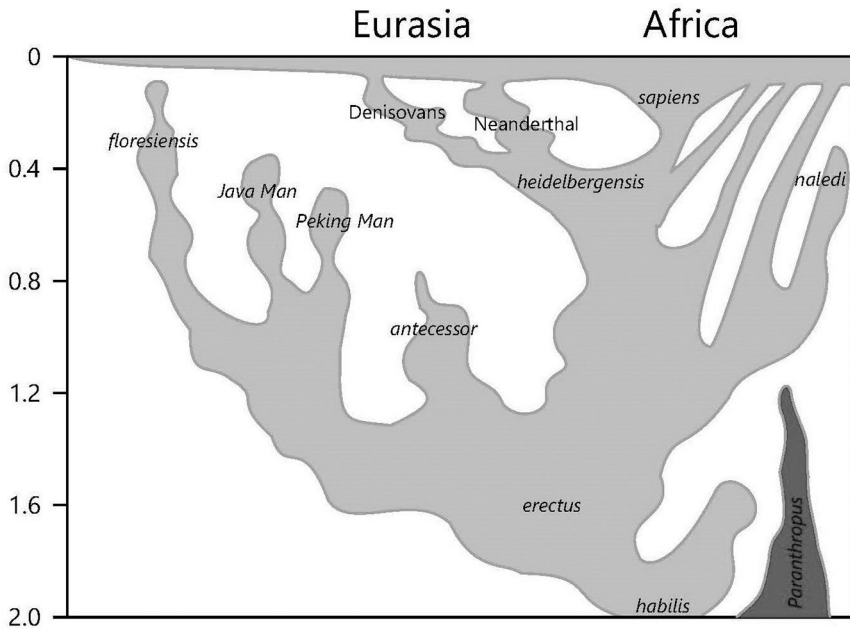 Eurasia Africa
0
sapiens
Denisovans
Neanderthal
floresiensis
0.4
heidelbergensis
naledi
Java Man
Peking Man
0.8
antecessor
1.2
1.6
erectus
Paranthropus
habilis
2.0